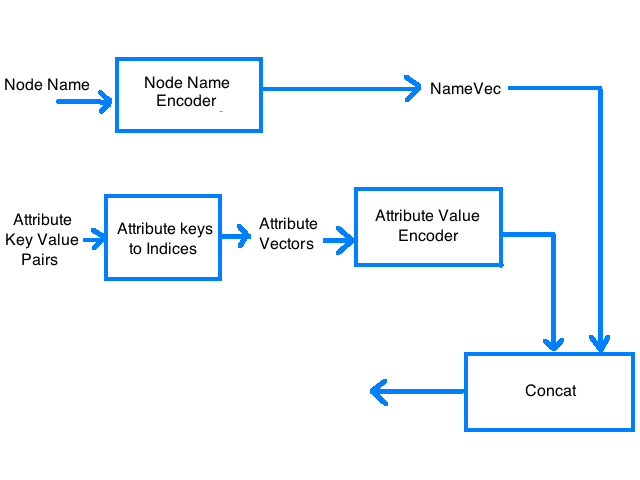 Node Name
Node Name
Encoder
NameVec
Attribute
Key Value
Pairs
Attribute keys
to Indices
Attribute
Vectors
Attribute Value
Encoder
Concat